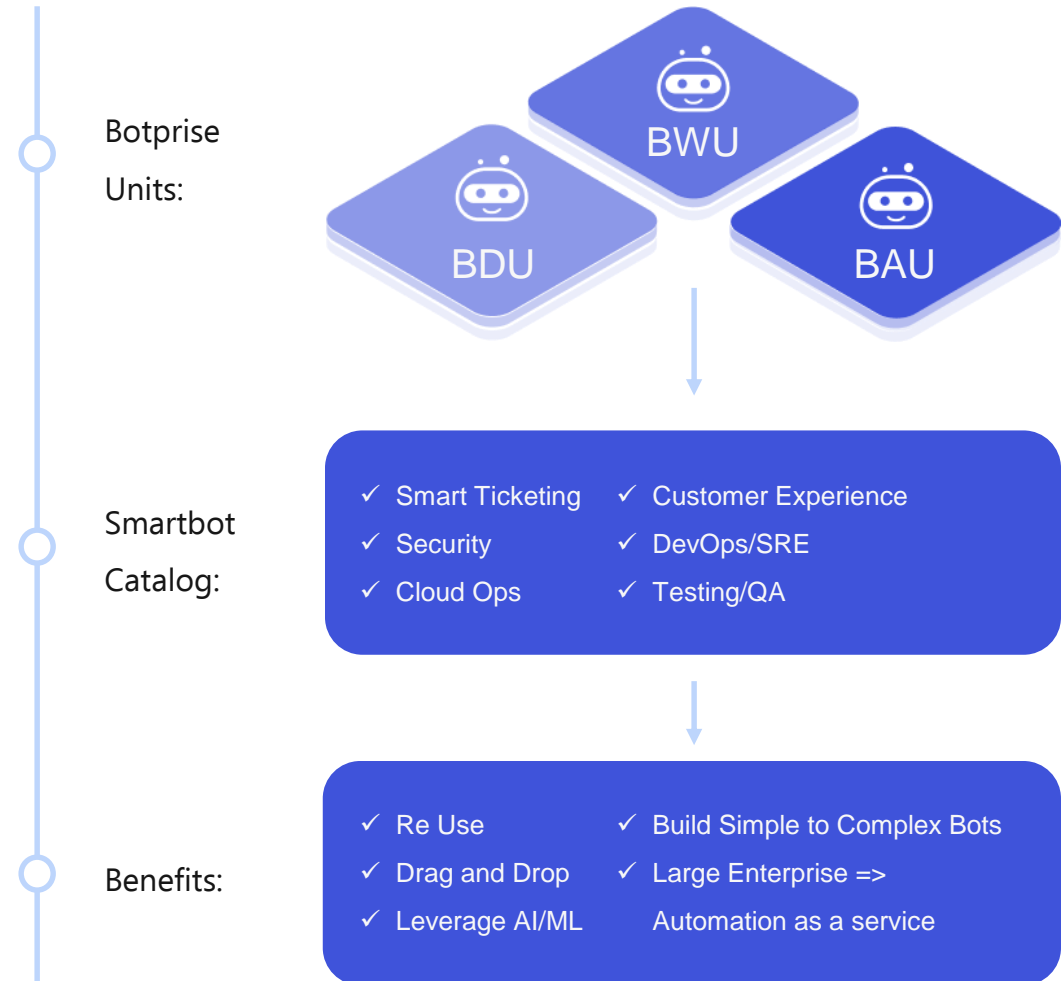 Botprise
Units:
BWU
BDU
BAU
Smartbot
Catalog:
✓ Smart Ticketing
✓ Security
✓ Cloud Ops
✓ Customer Experience
✓ DevOps/SRE
✓ Testing/QA
Benefits:
✓ Re Use
✓ Drag and Drop
✓ Leverage AI/ML
✓ Build Simple to Complex Bots
✓ Large Enterprise =>
Automation as a service